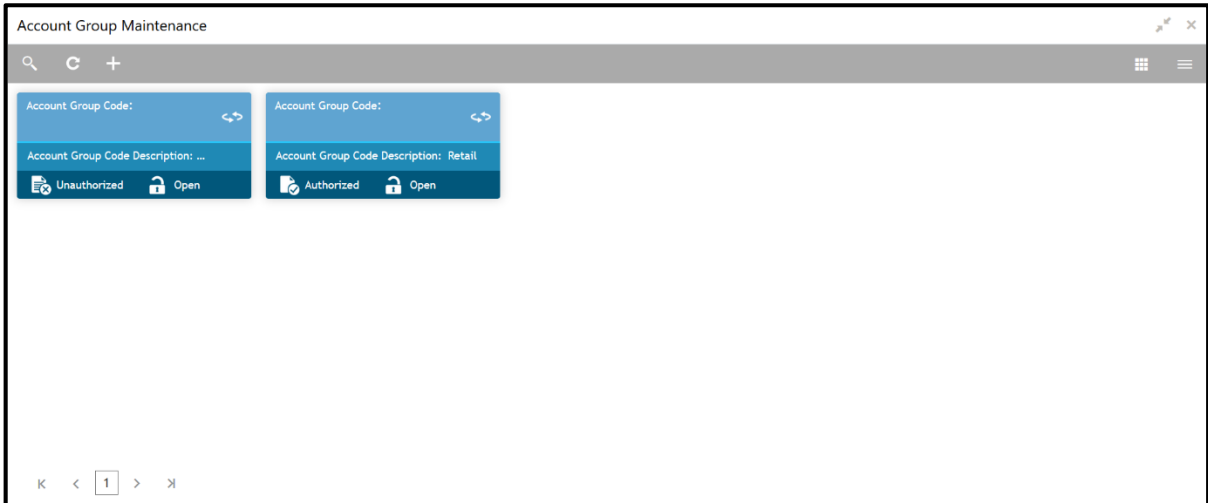 Account Group Maintenance
Account Group Code:
Account Group Code Description: ...
Unauthorized Open
Account Group Code:
Account Group Code Description: Retail
Authorized Open
1